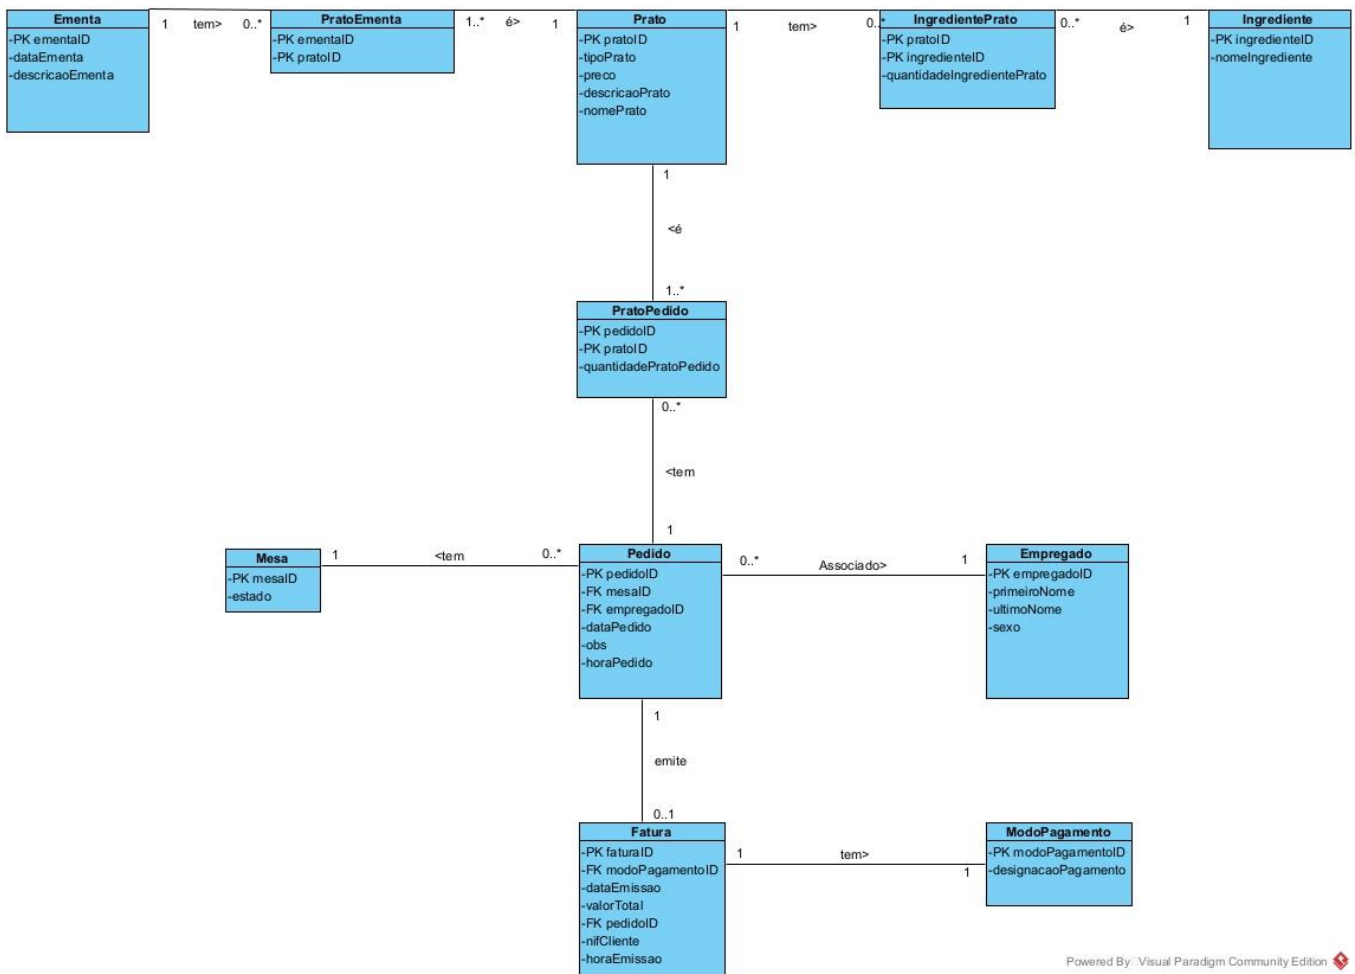 Ementa
-PK ementaID
-dataEmenta
-descricaoEmenta
1 tem> 0..*
PratoEmenta
-PK ementaID
-PK pratoID
1..* é> 1
Prato
-PK pratoID
-tipoPrato
-preco
-descricaoPrato
-nomePrato
1 tem> 0..*
IngredientePrato
-PK pratoID
-PK ingredienteID
-quantidadeIngredientePrato
0..* é> 1
Ingrediente
-PK ingredienteID
-nomeIngrediente
1
<é
1..*
PratoPedido
-PK pedidoID
-PK pratoID
-quantidadePratoPedido
0..*
<tem
1
Mesa
-PK mesaID
-estado
1 <tem 0..*
Pedido
-PK pedidoID
-FK mesaID
-FK empregadoID
-dataPedido
-obs
-horaPedido
0..* Associado> 1
Empregado
-PK empregadoID
-primeiroNome
-ultimoNome
-sexo
1
emite
0..1
Fatura
-PK faturaID
-FK modoPagamentoID
-dataEmissao
-valorTotal
-FK pedidoID
-nifCliente
-horaEmissao
1 tem> 1
ModoPagamento
-PK modoPagamentoID
-designacaoPagamento
Powered By Visual Paradigm Community Edition